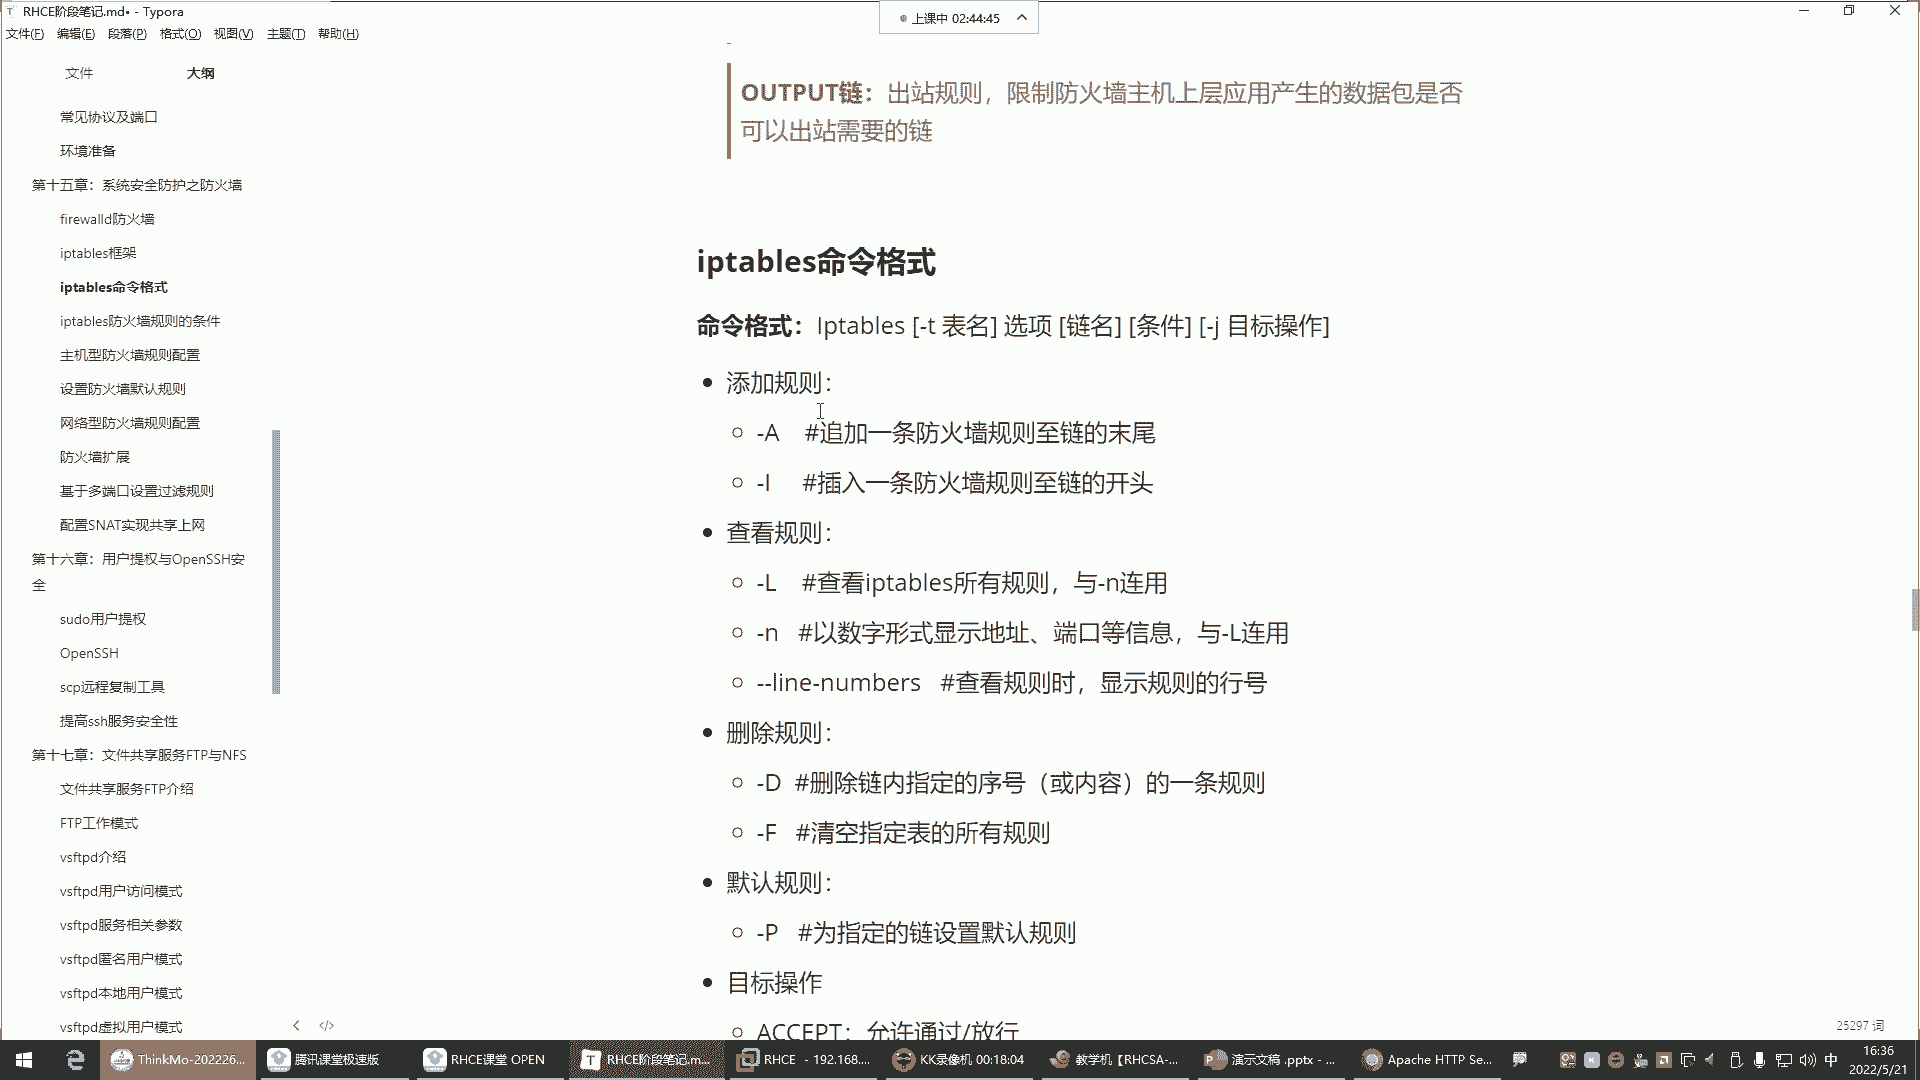 RHCE阶段笔记.md• - Typora
上课中 02:44:45
文件(F) 编辑(E) 段落(P) 格式(O) 视图(V) 主题(T) 帮助(H)
文件 大纲
常见协议及端口
环境准备
第十五章：系统安全防护之防火墙
firewalld防火墙
iptables框架
iptables命令格式
iptables防火墙规则的条件
主机型防火墙规则配置
设置防火墙默认规则
网络型防火墙规则配置
防火墙扩展
基于多端口设置过滤规则
配置SNAT实现共享上网
第十六章：用户提权与OpenSSH安
全
sudo用户提权
OpenSSH
scp远程复制工具
提高ssh服务安全性
第十七章：文件共享服务FTP与NFS
文件共享服务FTP介绍
FTP工作模式
vsftpd介绍
vsftpd用户访问模式
vsftpd服务相关参数
vsftpd匿名用户模式
vsftpd本地用户模式
vsftpd虚拟用户模式
OUTPUT链：出站规则，限制防火墙主机上层应用产生的数据包是否
可以出站需要的链
iptables命令格式
命令格式：Iptables [-t 表名] 选项 [链名] [条件] [-j 目标操作]
添加规则：
-A #追加一条防火墙规则至链的末尾
-I #插入一条防火墙规则至链的开头
查看规则：
-L #查看iptables所有规则，与-n连用
-n #以数字形式显示地址、端口等信息，与-L连用
--line-numbers #查看规则时，显示规则的行号
删除规则：
-D #删除链内指定的序号（或内容）的一条规则
-F #清空指定表的所有规则
默认规则：
-P #为指定的链设置默认规则
目标操作
ACCEPT：允许通过/放行
25297 词
ThinkMo-202226...
腾讯课堂极速版
RHCE课堂 OPEN
RHCE阶段笔记.m...
RHCE - 192.168....
KK录像机 00:18:04
教学机【RHCSA-...
演示文稿 .pptx - ...
Apache HTTP Se...
中
16:36
2022/5/21